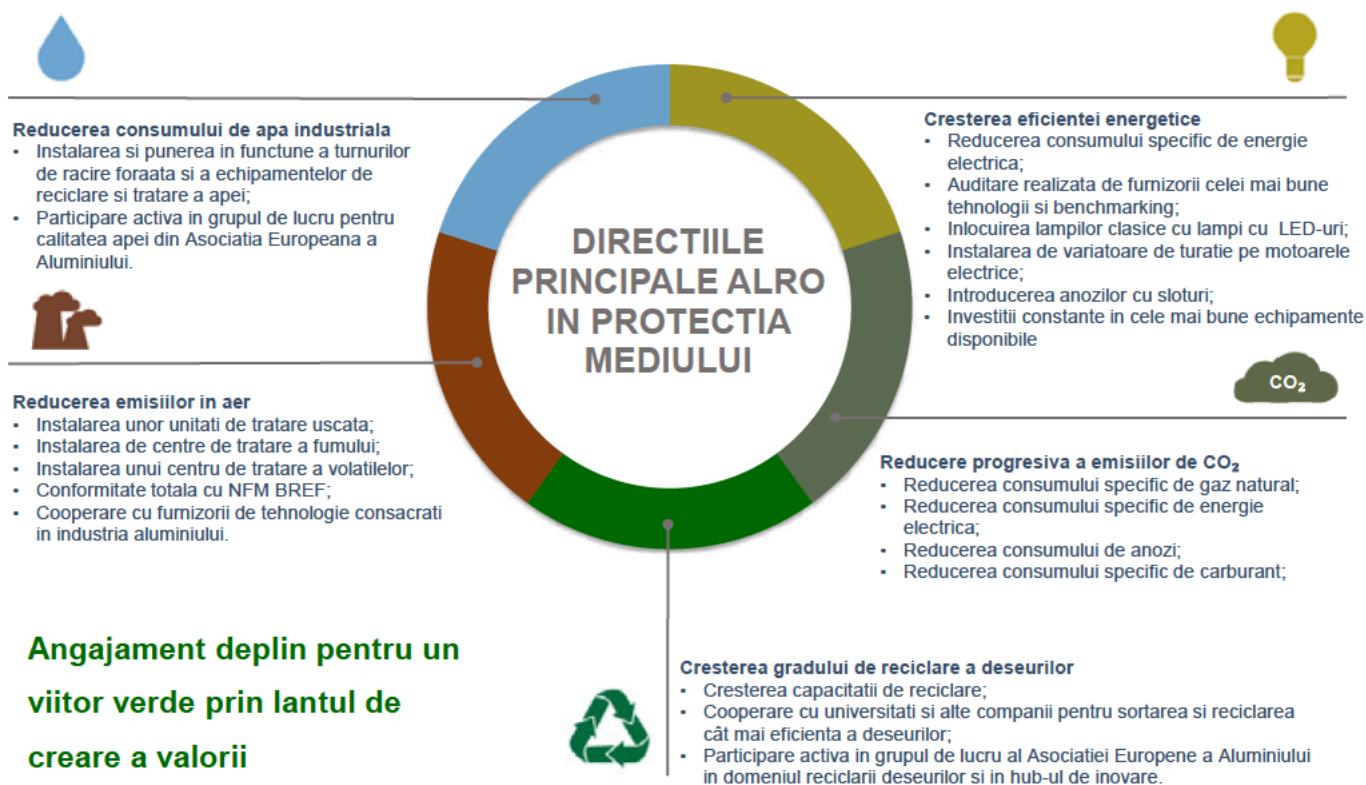 Reducerea consumului de apa industriala
• Instalarea si punerea in functune a turnurilor
de racire foraata si a echipamentelor de
reciclare si tratare a apei;
• Participare activa in grupul de lucru pentru
calitatea apei din Asociatia Europeana a
Aluminiului.
Cresterea eficientei energetice
• Reducerea consumului specific de energie
electrica;
• Auditare realizata de furnizorii celei mai bune
tehnologii si benchmarking;
• Inlocuirea lampilor clasice cu lampi cu LED-uri;
• Instalarea de variatoare de turatie pe motoarele
electrice;
• Introducerea anozilor cu sloturi;
• Investitii constante in cele mai bune echipamente
disponibile
DIRECTIILE
PRINCIPALE ALRO
IN PROTECTIA
MEDIULUI
Reducerea emisiilor in aer
• Instalarea unor unitati de tratare uscata;
• Instalarea de centre de tratare a fumului;
• Instalarea unui centru de tratare a volatilelor;
• Conformitate totala cu NFM BREF;
• Cooperare cu furnizorii de tehnologie consacrati
in industria aluminiului.
CO₂
Reducere progresiva a emisiilor de CO₂
• Reducerea consumului specific de gaz natural;
• Reducerea consumului specific de energie
electrica;
• Reducerea consumului de anozi;
• Reducerea consumului specific de carburant;
Angajament deplin pentru un
viitor verde prin lantul de
creare a valorii
Cresterea gradului de reciclare a deseurilor
• Cresterea capacitatii de reciclare;
• Cooperare cu universitati si alte companii pentru sortarea si reciclarea
cât mai eficienta a deseurilor;
• Participare activa in grupul de lucru al Asociatiei Europene a Aluminiului
in domeniul reciclarii deseurilor si in hub-ul de inovare.